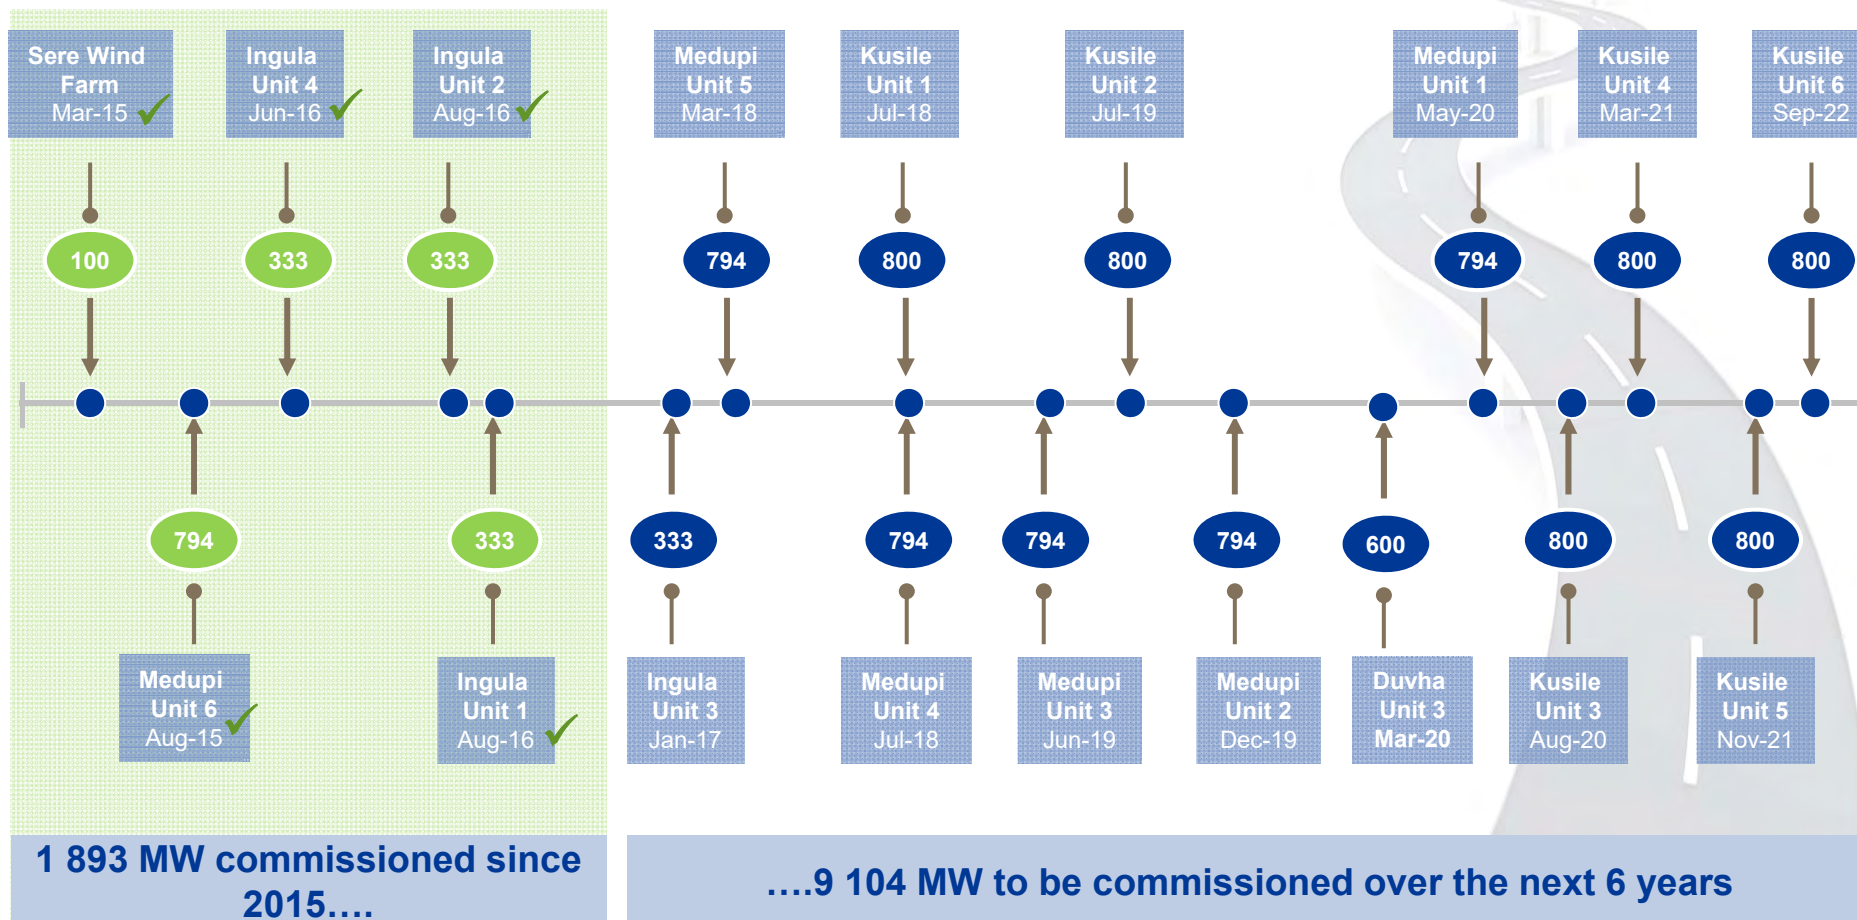 Sere Wind
Farm
Mar-15
Ingula
Unit 4
Jun-16
Ingula
Unit 2
Aug-16
Medupi
Unit 5
Mar-18
Kusile
Unit 1
Jul-18
Kusile
Unit 2
Jul-19
Medupi
Unit 1
May-20
Kusile
Unit 4
Mar-21
Kusile
Unit 6
Sep-22
100
333
333
794
800
800
794
800
800
794
333
333
794
794
794
600
800
800
Medupi
Unit 6
Aug-15
Ingula
Unit 1
Aug-16
Ingula
Unit 3
Jan-17
Medupi
Unit 4
Jul-18
Medupi
Unit 3
Jun-19
Medupi
Unit 2
Dec-19
Duvha
Unit 3
Mar-20
Kusile
Unit 3
Aug-20
Kusile
Unit 5
Nov-21
1 893 MW commissioned since
2015....
....9 104 MW to be commissioned over the next 6 years